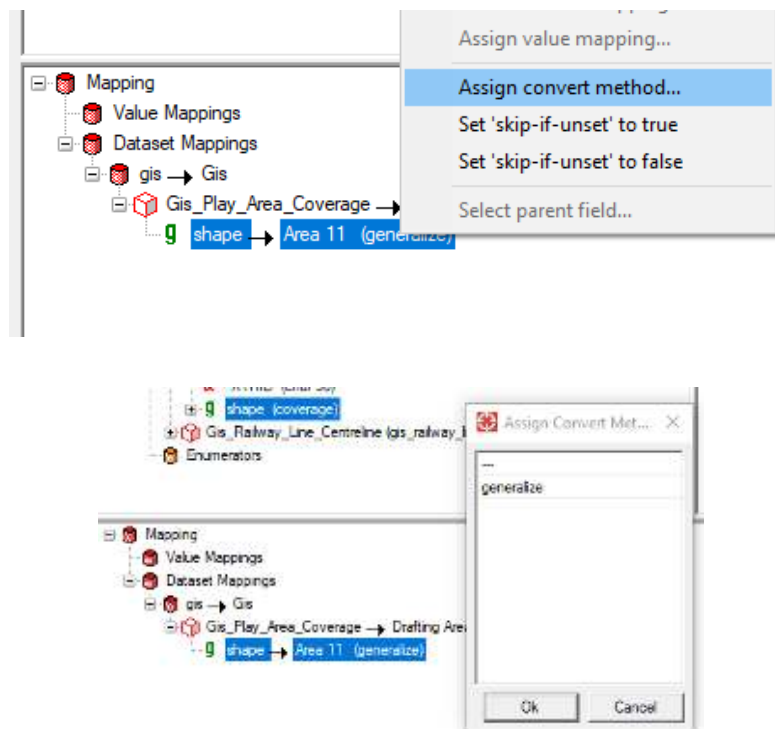 Assign value mapping...
Mapping
Assign convert method...
Value Mappings
Set 'skip-if-unset' to true
Dataset Mappings
Set 'skip-if-unset' to false
gis → Gis
Gis_Play_Area_Coverage →
Select parent field...
g shape → Area 11 (generalize)
g shape (coverage)
Assign Convert Met... ×
Gis_Railway_Line_Centreline (gis_railway_l
Enumerators
---
generalize
Mapping
Value Mappings
Dataset Mappings
gis → Gis
Gis_Play_Area_Coverage → Drafting Are
g shape → Area 11 (generalize)
Ok Cancel